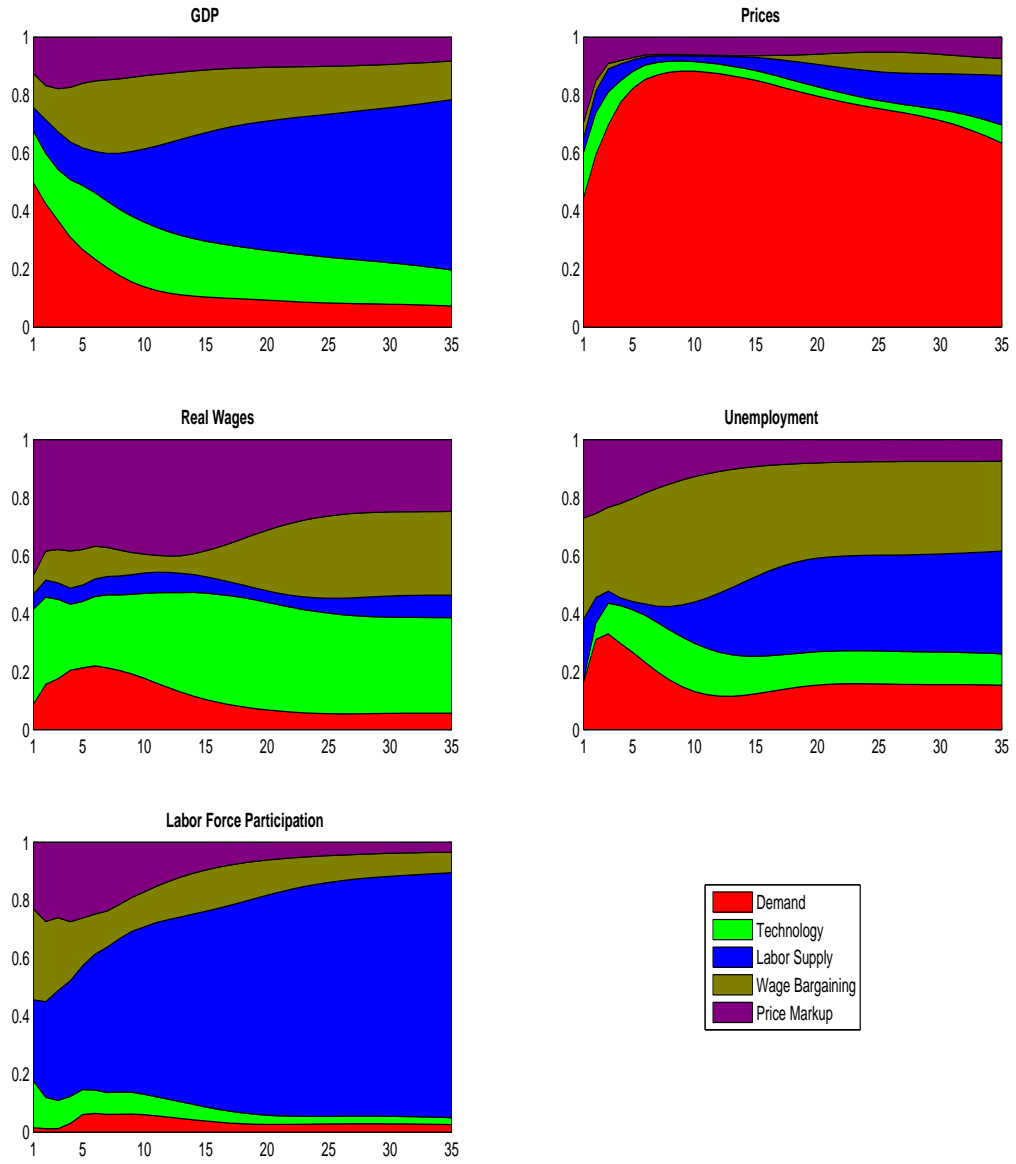 GDP
1
0.8
0.6
0.4
0.2
0
1 5 10 15 20 25 30 35
Prices
1
0.8
0.6
0.4
0.2
0
1 5 10 15 20 25 30 35
Real Wages
1
0.8
0.6
0.4
0.2
0
1 5 10 15 20 25 30 35
Unemployment
1
0.8
0.6
0.4
0.2
0
1 5 10 15 20 25 30 35
Labor Force Participation
1
0.8
0.6
0.4
0.2
0
1 5 10 15 20 25 30 35
Demand
Technology
Labor Supply
Wage Bargaining
Price Markup